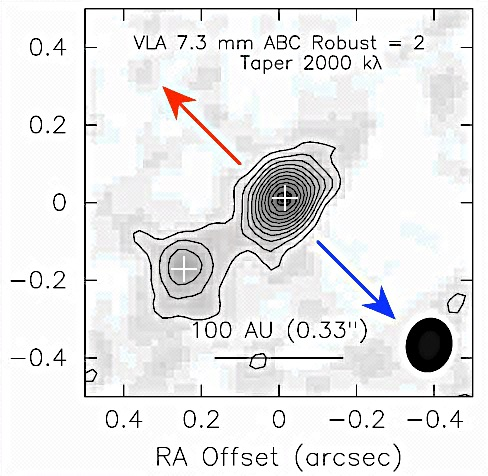 VLA 7.3 mm ABC Robust = 2
Taper 2000 kλ
0.4
0.2
0
−0.2
−0.4
100 AU (0.33")
0.4 0.2 0 −0.2 −0.4
RA Offset (arcsec)